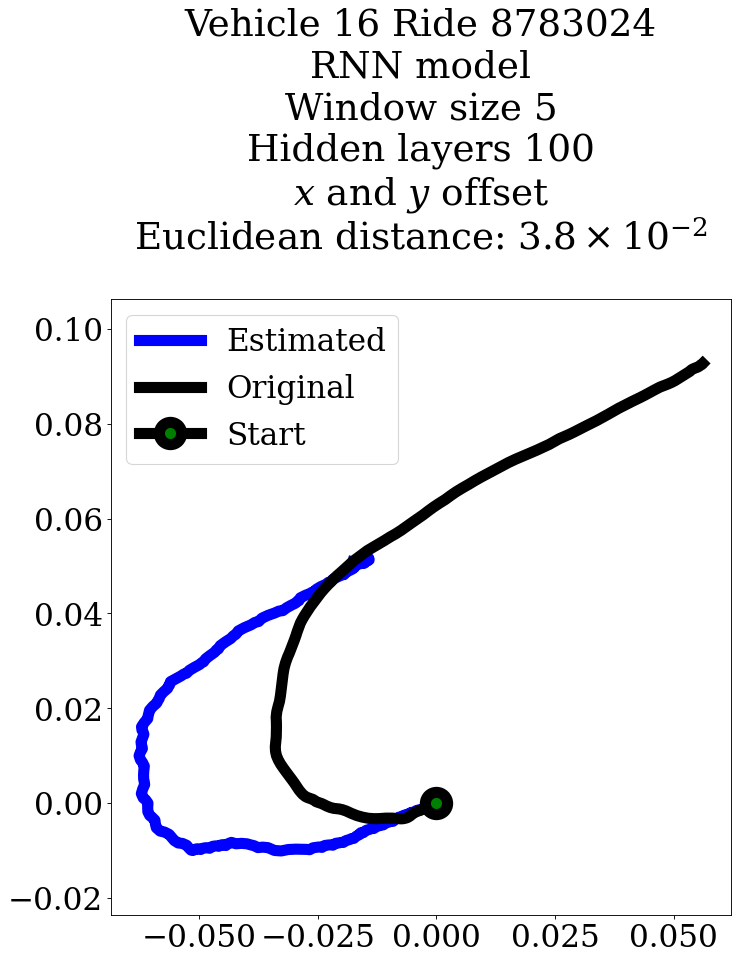 Vehicle 16 Ride 8783024
RNN model
Window size 5
Hidden layers 100
x and y offset
Euclidean distance: 3.8 × 10⁻²
Estimated
Original
Start
0.10
0.08
0.06
0.04
0.02
0.00
−0.02
−0.050 −0.025 0.000 0.025 0.050